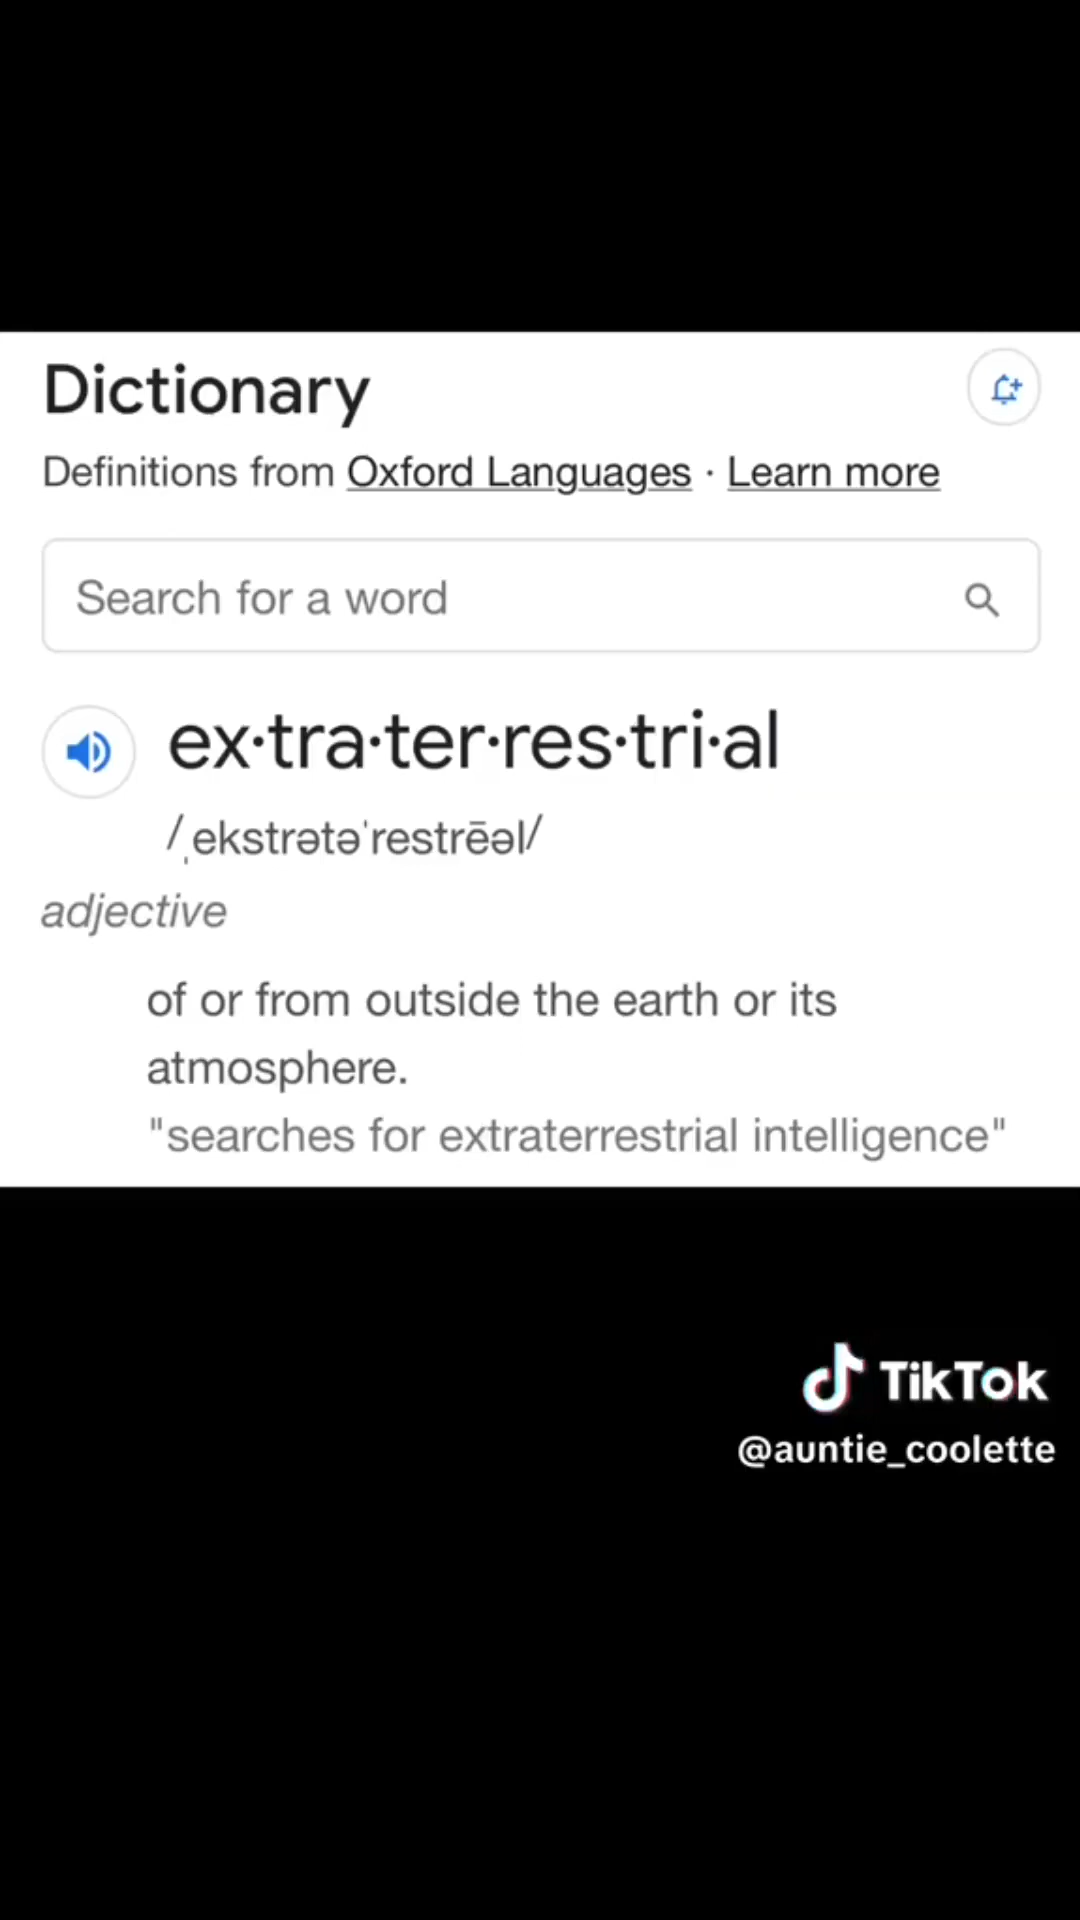 Dictionary
Definitions from Oxford Languages · Learn more
Search for a word
ex·tra·ter·res·tri·al
/ˌekstrətəˈrestrēəl/
adjective
of or from outside the earth or its
atmosphere.
"searches for extraterrestrial intelligence"
TikTok
@auntie_coolette